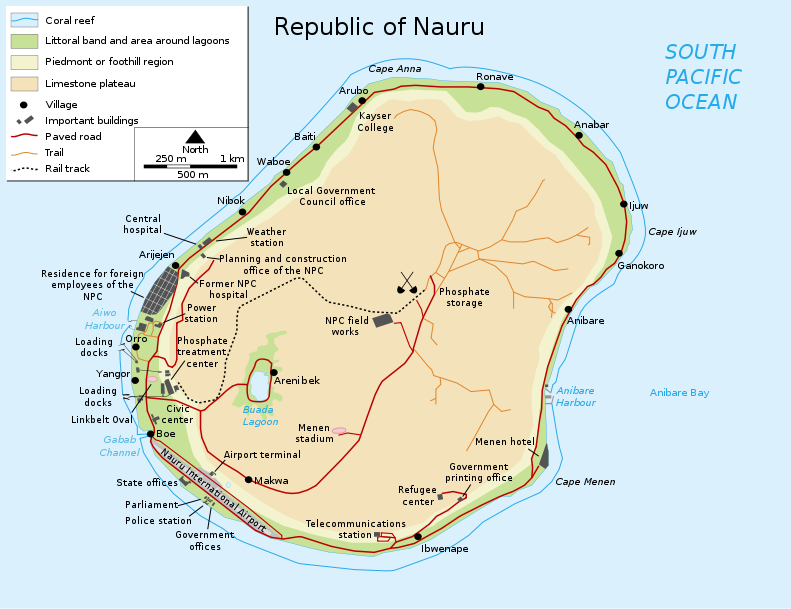 Republic of Nauru
Coral reef
Littoral band and area around lagoons
Piedmont or foothill region
Limestone plateau
Village
Important buildings
Paved road
Trail
Rail track
North
250 m
1 km
500 m
SOUTH
PACIFIC
OCEAN
Cape Anna
Ronave
Arubo
Kayser
College
Anabar
Baiti
Waboe
Local Government
Council office
Nibok
Ijuw
Cape Ijuw
Central
hospital
Weather
station
Arijejen
Planning and construction
office of the NPC
Ganokoro
Residence for foreign
employees of the
NPC
Former NPC
hospital
Phosphate
storage
Power
station
Aiwo
Harbour
NPC field
works
Anibare
Orro
Loading
docks
Phosphate
treatment
center
Yangor
Arenibek
Loading
docks
Anibare
Harbour
Anibare Bay
Linkbelt Oval
Civic
center
Buada
Lagoon
Boe
Menen
stadium
Gabab
Channel
Menen hotel
Nauru International Airport
Airport terminal
Government
printing office
State offices
Makwa
Refugee
center
Cape Menen
Parliament
Police station
Government
offices
Telecommunications
station
Ibwenape